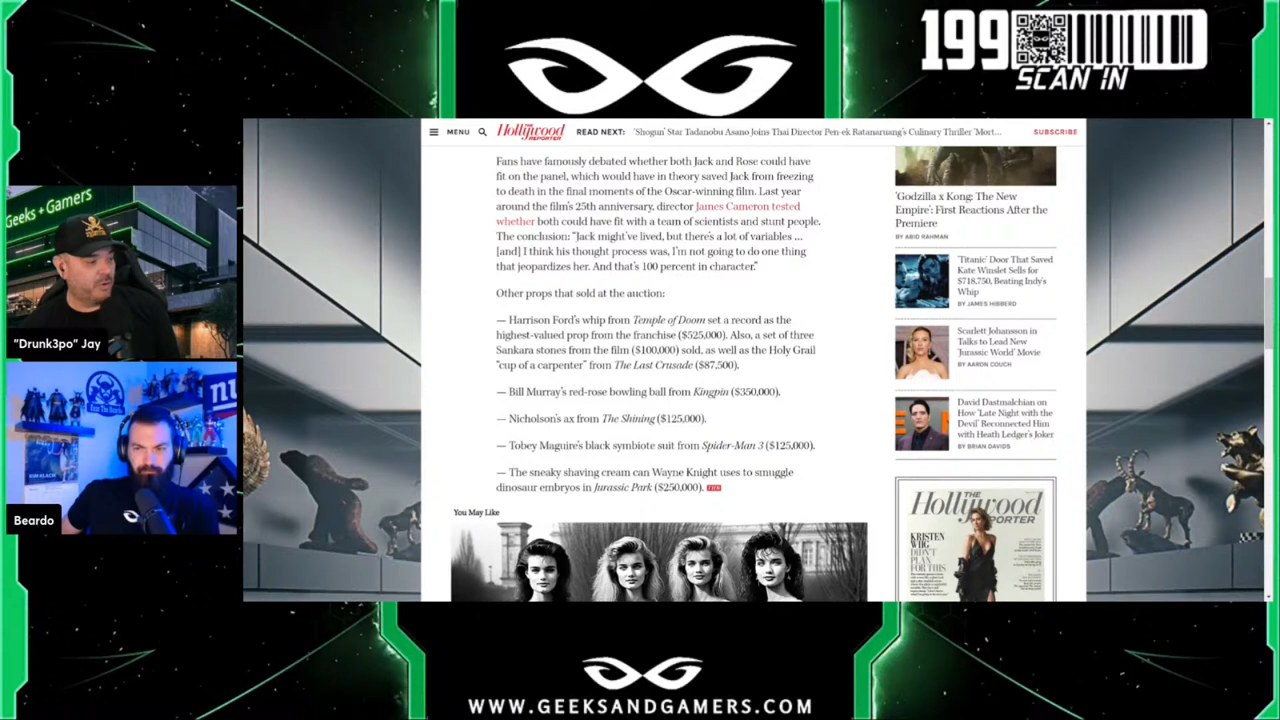 199
SCAN IN
MENU
The Hollywood REPORTER
READ NEXT:
'Shogun' Star Tadanobu Asano Joins Thai Director Pen-ek Ratanaruang's Culinary Thriller 'Mort...
SUBSCRIBE
Fans have famously debated whether both Jack and Rose could have
fit on the panel, which would have in theory saved Jack from freezing
to death in the final moments of the Oscar-winning film. Last year
around the film's 25th anniversary, director James Cameron tested
whether both could have fit with a team of scientists and stunt people.
The conclusion: "Jack might've lived, but there's a lot of variables ...
[and] I think his thought process was, I'm not going to do one thing
that jeopardizes her. And that's 100 percent in character."
Other props that sold at the auction:
— Harrison Ford's whip from Temple of Doom set a record as the
highest-valued prop from the franchise ($525,000). Also, a set of three
Sankara stones from the film ($100,000) sold, as well as the Holy Grail
"cup of a carpenter" from The Last Crusade ($87,500).
— Bill Murray's red-rose bowling ball from Kingpin ($350,000).
— Nicholson's ax from The Shining ($125,000).
— Tobey Maguire's black symbiote suit from Spider-Man 3 ($125,000).
— The sneaky shaving cream can Wayne Knight uses to smuggle
dinosaur embryos in Jurassic Park ($250,000). THR
You May Like
'Godzilla x Kong: The New
Empire': First Reactions After the
Premiere
BY ABID RAHMAN
'Titanic' Door That Saved
Kate Winslet Sells for
$718,750, Beating Indy's
Whip
BY JAMES HIBBERD
Scarlett Johansson in
Talks to Lead New
'Jurassic World' Movie
BY AARON COUCH
David Dastmalchian on
How 'Late Night with the
Devil' Reconnected Him
with Heath Ledger's Joker
BY BRIAN DAVIDS
THE
Hollywood
REPORTER
KRISTEN
WIIG
DIDN'T
PLAN
FOR THIS
Geeks + Gamers
"Drunk3po" Jay
Beardo
WWW.GEEKSANDGAMERS.COM